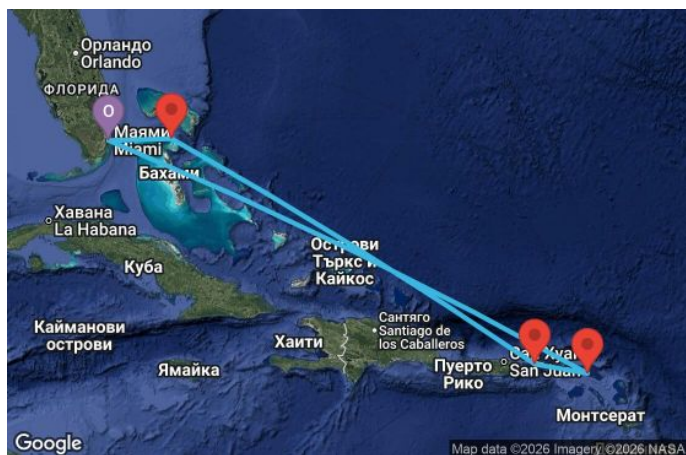 Орландо
Orlando
ФЛОРИДА
O
Маями
Miami
Бахами
Хавана
La Habana
Куба
Острови
Търкс и
Кайкос
Кайманови
острови
Ямайка
Хаити
Сантяго
Santiago de
los Caballeros
Пуерто
Рико
San Juan
Монтсерат
Google
Map data ©2026 Imagery ©2026 NASA